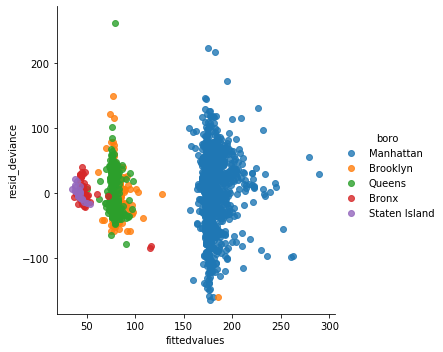 200
100
0
−100
resid_deviance
50
100
150
200
250
300
fittedvalues
boro
Manhattan
Brooklyn
Queens
Bronx
Staten Island